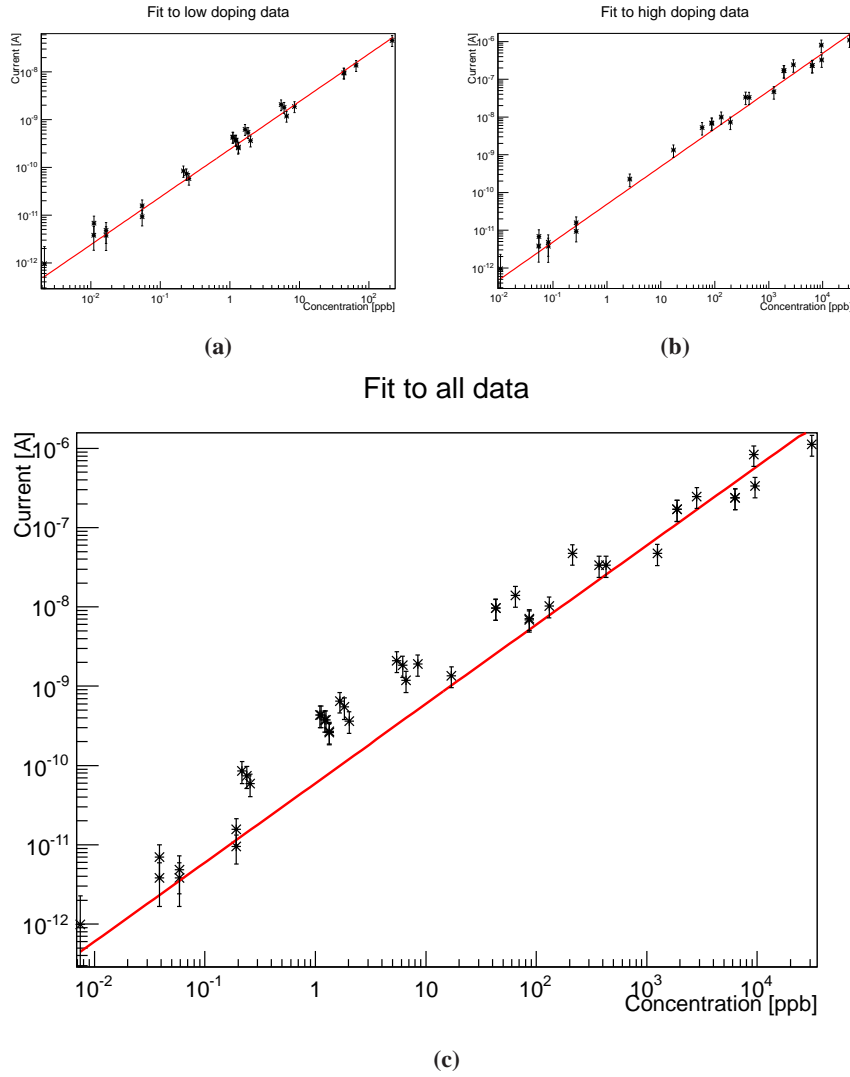 Fit to low doping data
Current [A]
10⁻⁸
10⁻⁹
10⁻¹⁰
10⁻¹¹
10⁻¹²
10⁻² 10⁻¹ 1 10 10²
Concentration [ppb]
(a)
Fit to high doping data
Current [A]
10⁻⁶
10⁻⁷
10⁻⁸
10⁻⁹
10⁻¹⁰
10⁻¹¹
10⁻¹²
10⁻² 10⁻¹ 1 10 10² 10³ 10⁴
Concentration [ppb]
(b)
Fit to all data
Current [A]
10⁻⁶
10⁻⁷
10⁻⁸
10⁻⁹
10⁻¹⁰
10⁻¹¹
10⁻¹²
10⁻² 10⁻¹ 1 10 10² 10³ 10⁴
Concentration [ppb]
(c)